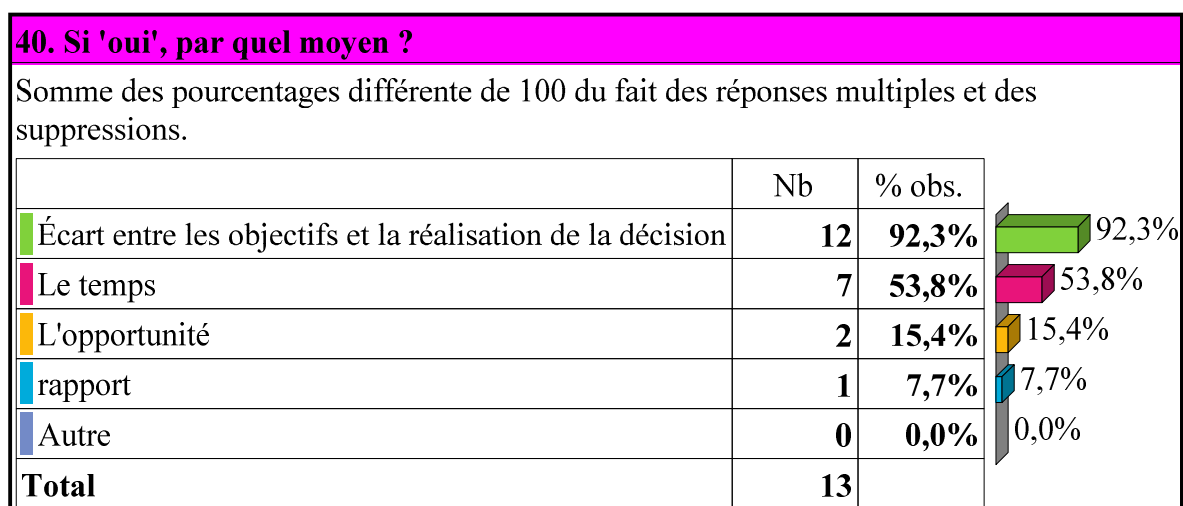 40. Si 'oui', par quel moyen ?
Somme des pourcentages différente de 100 du fait des réponses multiples et des
suppressions.
Nb % obs.
Écart entre les objectifs et la réalisation de la décision 12 92,3% 92,3%
Le temps 7 53,8% 53,8%
L'opportunité 2 15,4% 15,4%
rapport 1 7,7% 7,7%
Autre 0 0,0% 0,0%
Total 13